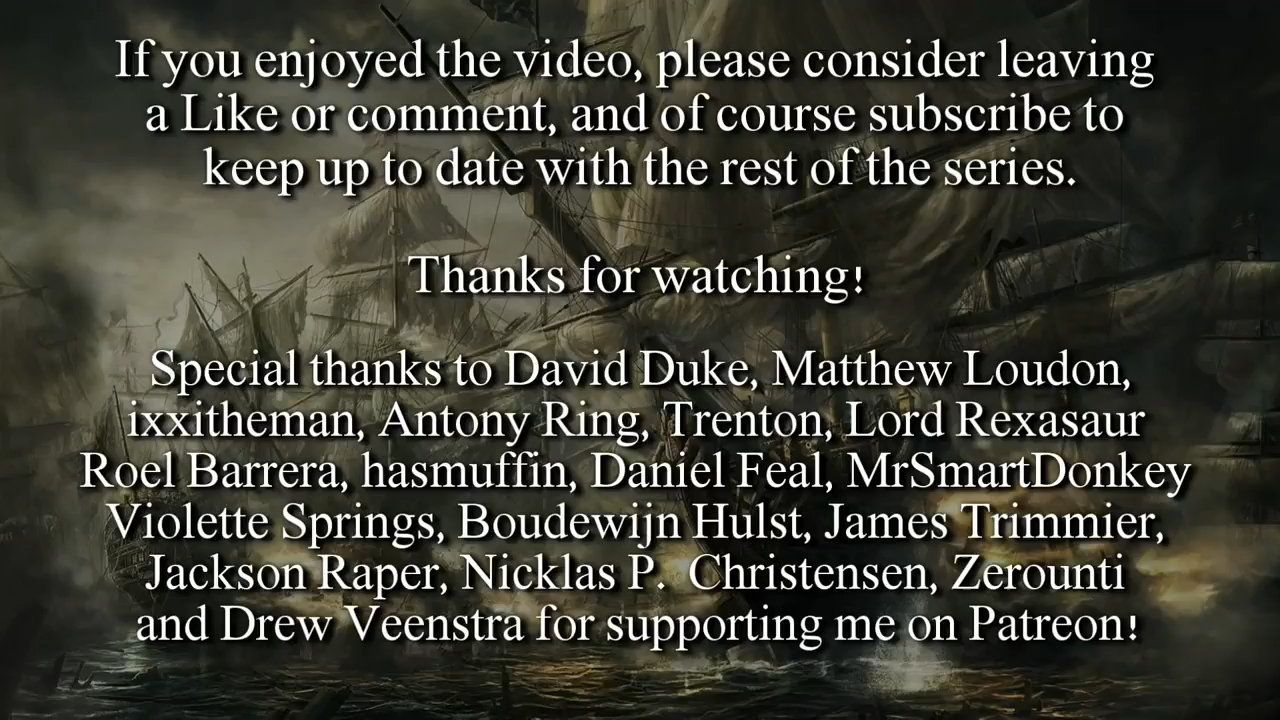 If you enjoyed the video, please consider leaving
a Like or comment, and of course subscribe to
keep up to date with the rest of the series.
Thanks for watching!
Special thanks to David Duke, Matthew Loudon,
ixxitheman, Antony Ring, Trenton, Lord Rexasaur
Roel Barrera, hasmuffin, Daniel Feal, MrSmartDonkey
Violette Springs, Boudewijn Hulst, James Trimmier,
Jackson Raper, Nicklas P.  Christensen, Zerounti
and Drew Veenstra for supporting me on Patreon!